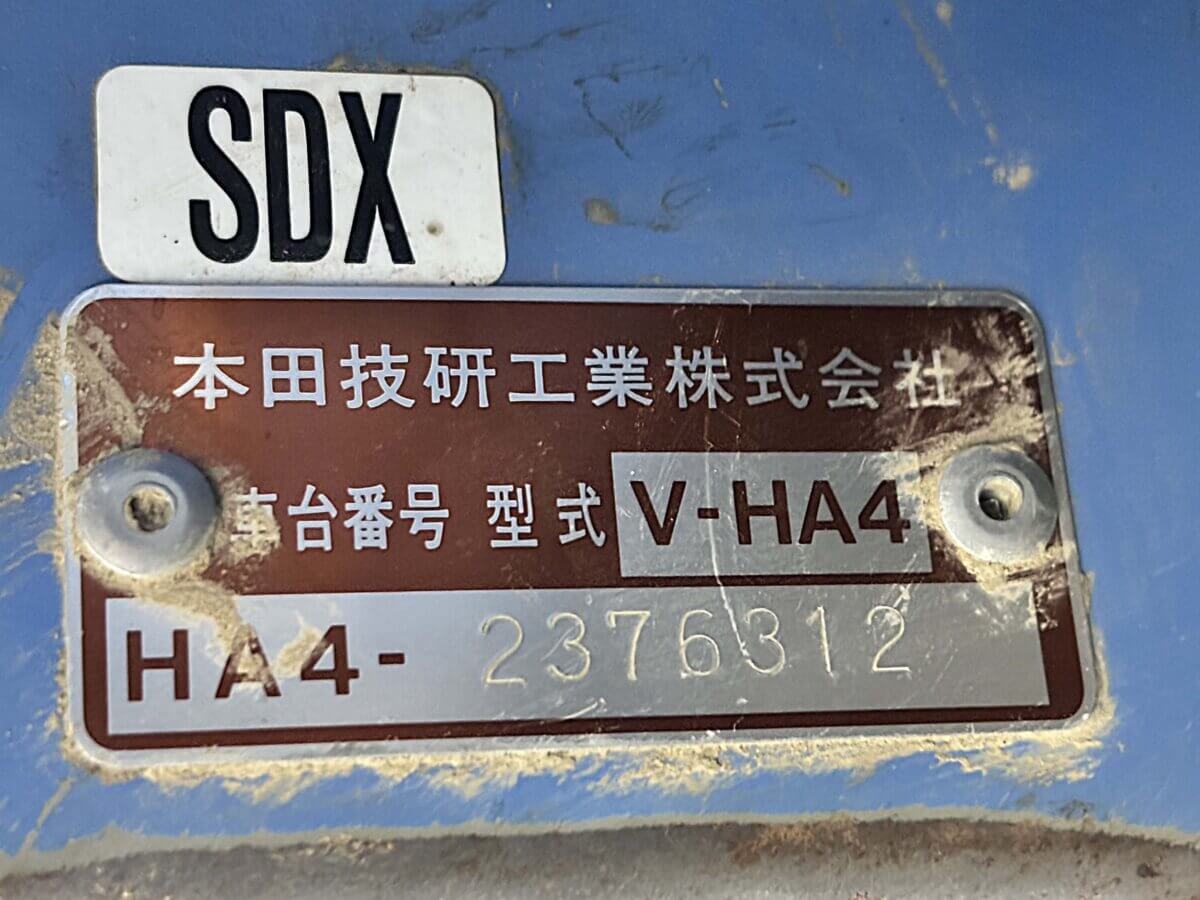 SDX
本田技研工業株式会社
車台番号 型式 V-HA4
HA4-2376312